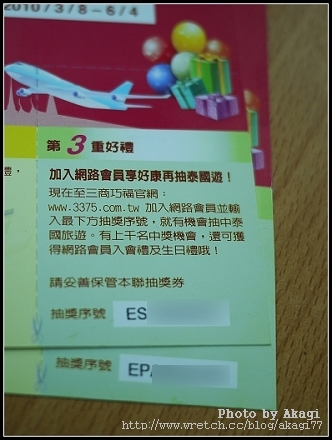 2010/3/8-6/4
第3重好禮
禮，
加入網路會員享好康再抽泰國遊！
現在至三商巧福官網：
www.3375.com.tw 加入網路會員並輸
入最下方抽獎序號，就有機會抽中泰
國旅遊。有上千名中獎機會，還可獲
得網路會員入會禮及生日禮哦！
請妥善保管本聯抽獎券
抽獎序號 ES
抽獎序號 EP
Photo by Akagi
http://www.wretch.cc/blog/akagi77